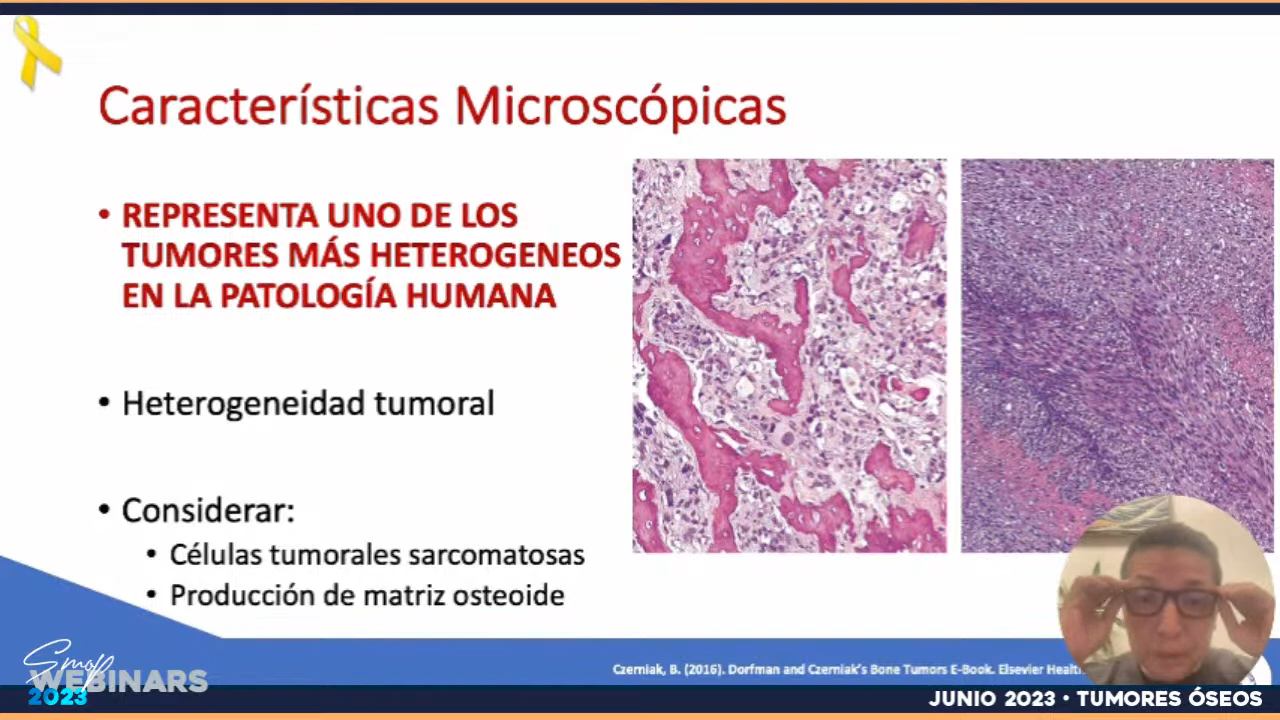 Características Microscópicas
• REPRESENTA UNO DE LOS
TUMORES MÁS HETEROGENEOS
EN LA PATOLOGÍA HUMANA
• Heterogeneidad tumoral
• Considerar:
• Células tumorales sarcomatosas
• Producción de matriz osteoide
Czerniak, B. (2016). Dorfman and Czerniak's Bone Tumors E-Book. Elsevier
Smop
WEBINARS
2023
JUNIO 2023 • TUMORES ÓSEOS